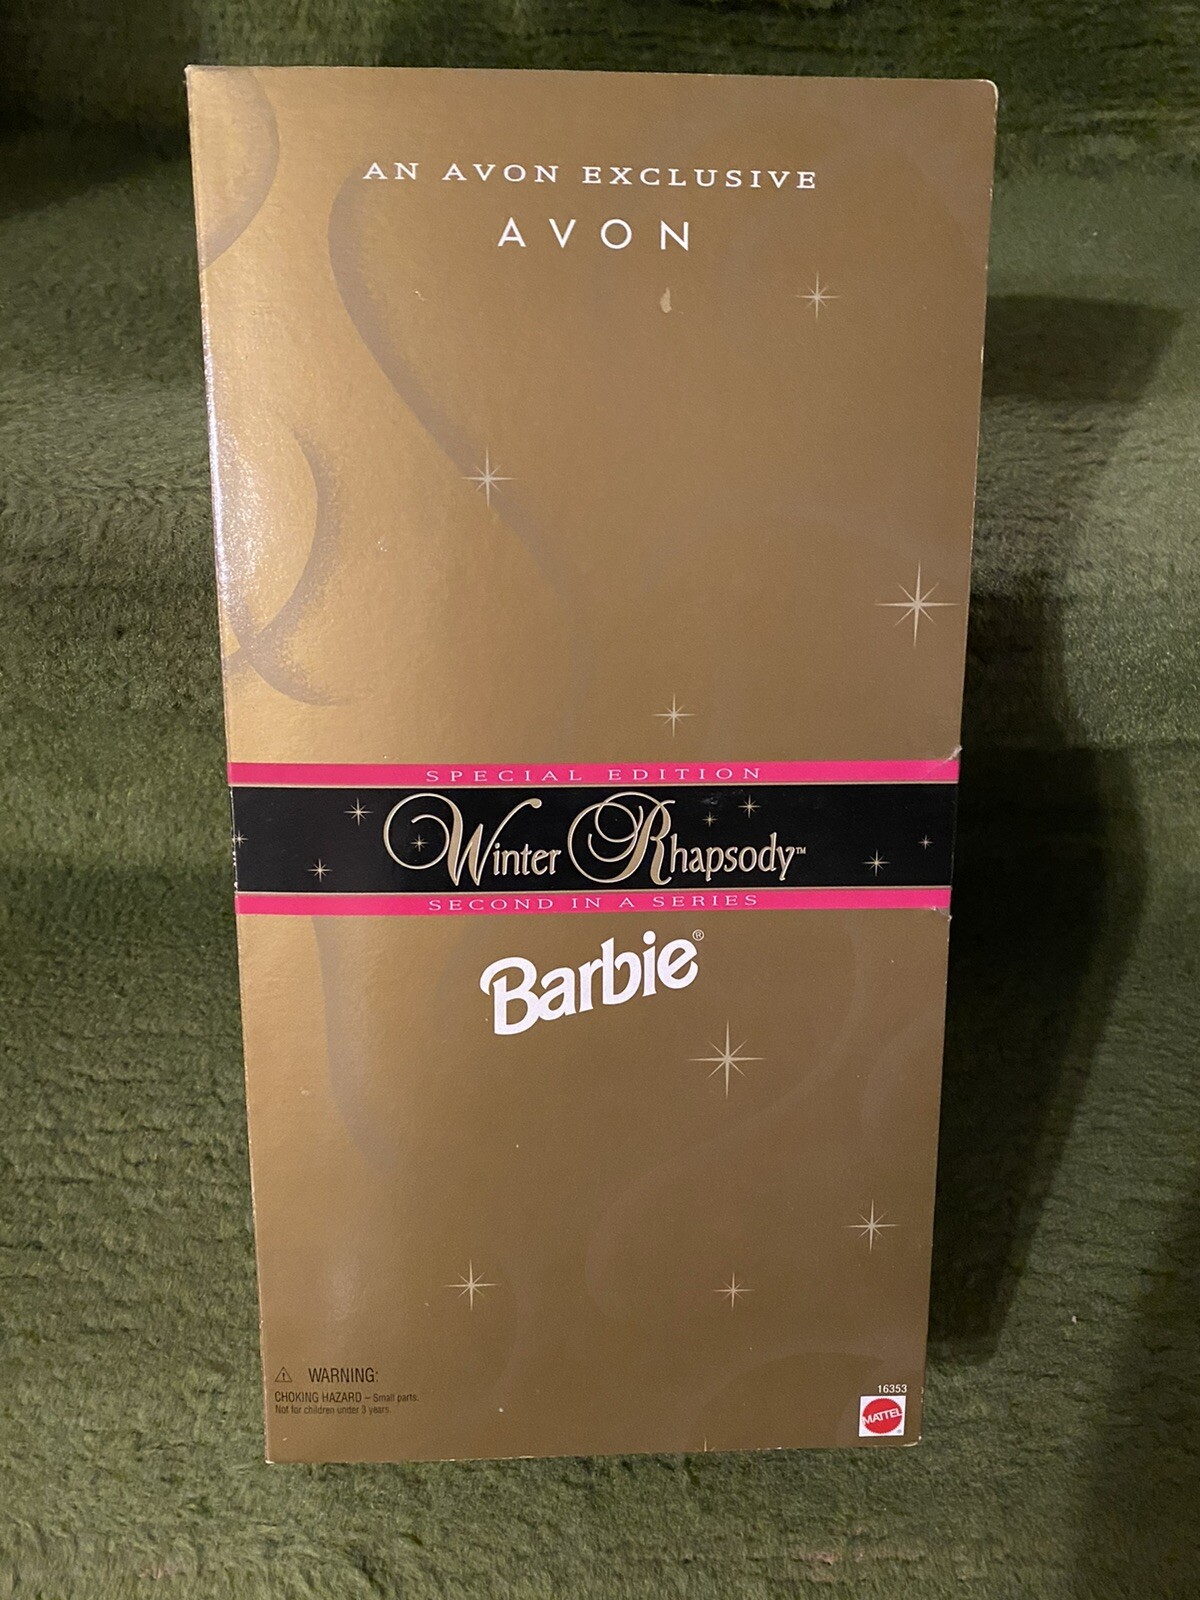 AN AVON EXCLUSIVE
AVON
SPECIAL EDITION
Winter Rhapsody™
SECOND IN A SERIES
Barbie®
⚠ WARNING:
CHOKING HAZARD – Small parts.
Not for children under 3 years.
16353
MATTEL
®